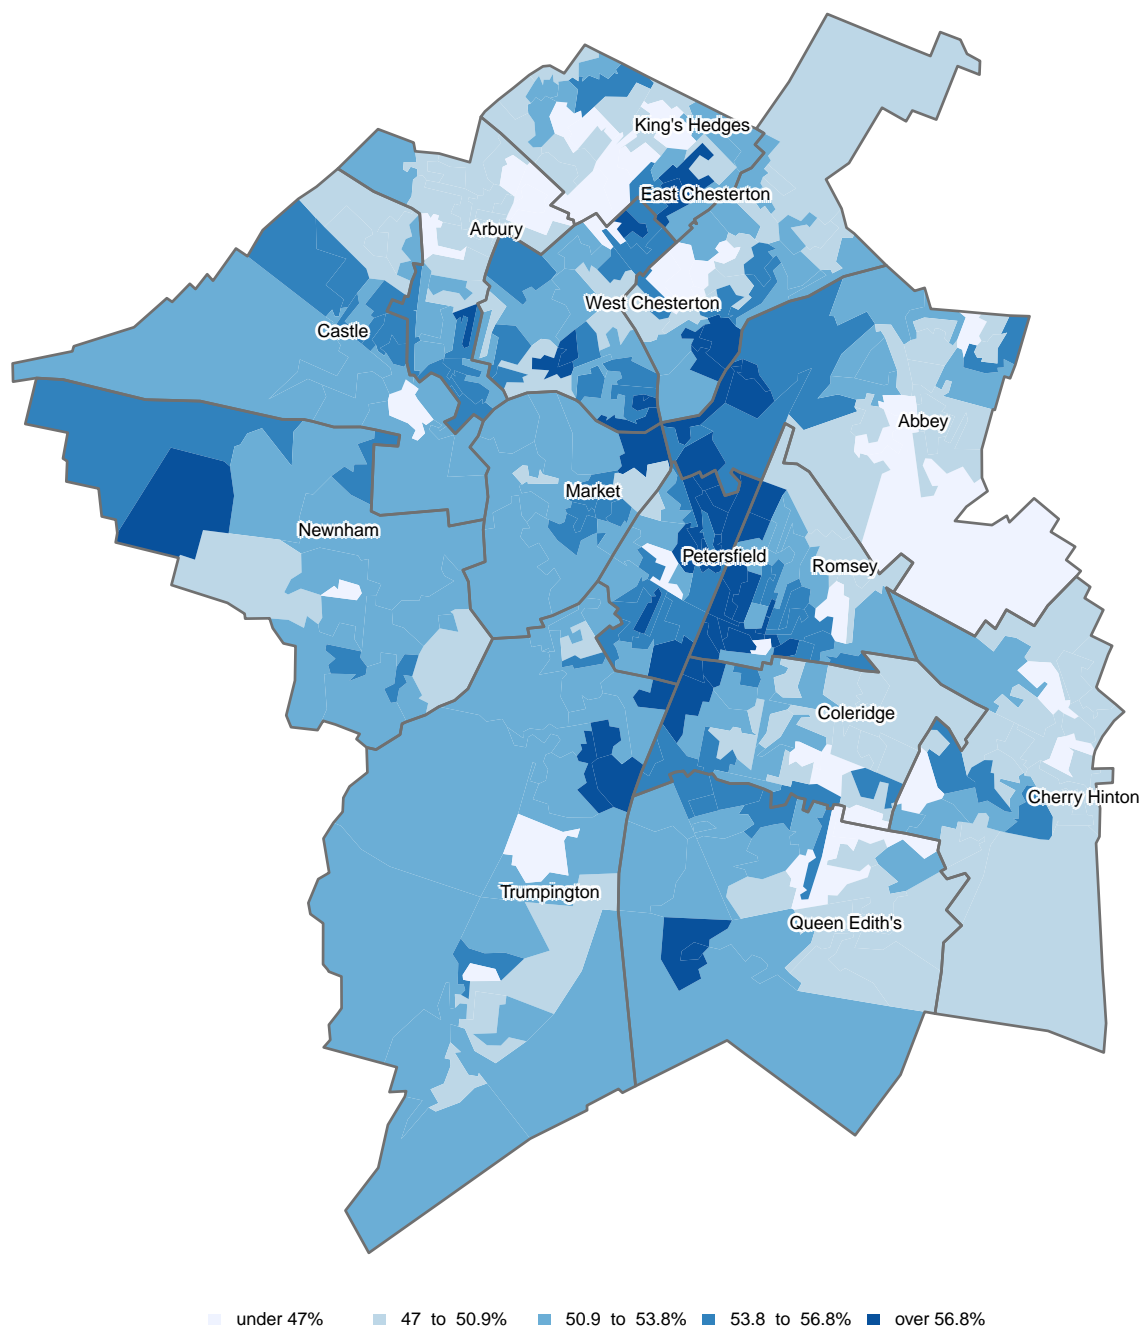 King's Hedges
East Chesterton
Arbury
West Chesterton
Castle
Abbey
Market
Newnham
Petersfield
Romsey
Coleridge
Cherry Hinton
Trumpington
Queen Edith's
under 47%
47 to 50.9%
50.9 to 53.8%
53.8 to 56.8%
over 56.8%